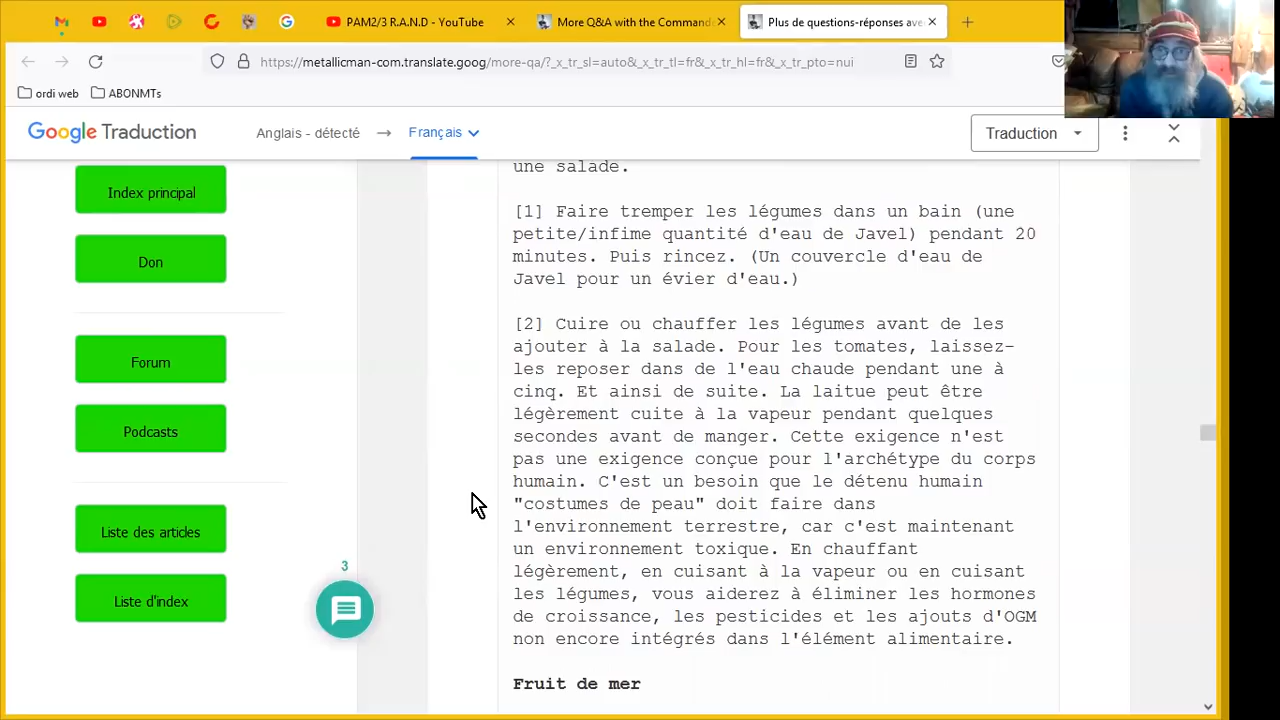 PAM2/3 R.A.N.D - YouTube
More Q&A with the Command
Plus de questions-réponses ave
https://metallicman-com.translate.goog/more-qa/?_x_tr_sl=auto&_x_tr_tl=fr&_x_tr_hl=fr&_x_tr_pto=nui
ordi web
ABONMTs
Google Traduction
Anglais - détecté
Français
Traduction
Index principal
Don
Forum
Podcasts
Liste des articles
Liste d'index
3
une salade.
[1] Faire tremper les légumes dans un bain (une
petite/infime quantité d'eau de Javel) pendant 20
minutes. Puis rincez. (Un couvercle d'eau de
Javel pour un évier d'eau.)
[2] Cuire ou chauffer les légumes avant de les
ajouter à la salade. Pour les tomates, laissez-
les reposer dans de l'eau chaude pendant une à
cinq. Et ainsi de suite. La laitue peut être
légèrement cuite à la vapeur pendant quelques
secondes avant de manger. Cette exigence n'est
pas une exigence conçue pour l'archétype du corps
humain. C'est un besoin que le détenu humain
"costumes de peau" doit faire dans
l'environnement terrestre, car c'est maintenant
un environnement toxique. En chauffant
légèrement, en cuisant à la vapeur ou en cuisant
les légumes, vous aiderez à éliminer les hormones
de croissance, les pesticides et les ajouts d'OGM
non encore intégrés dans l'élément alimentaire.
Fruit de mer